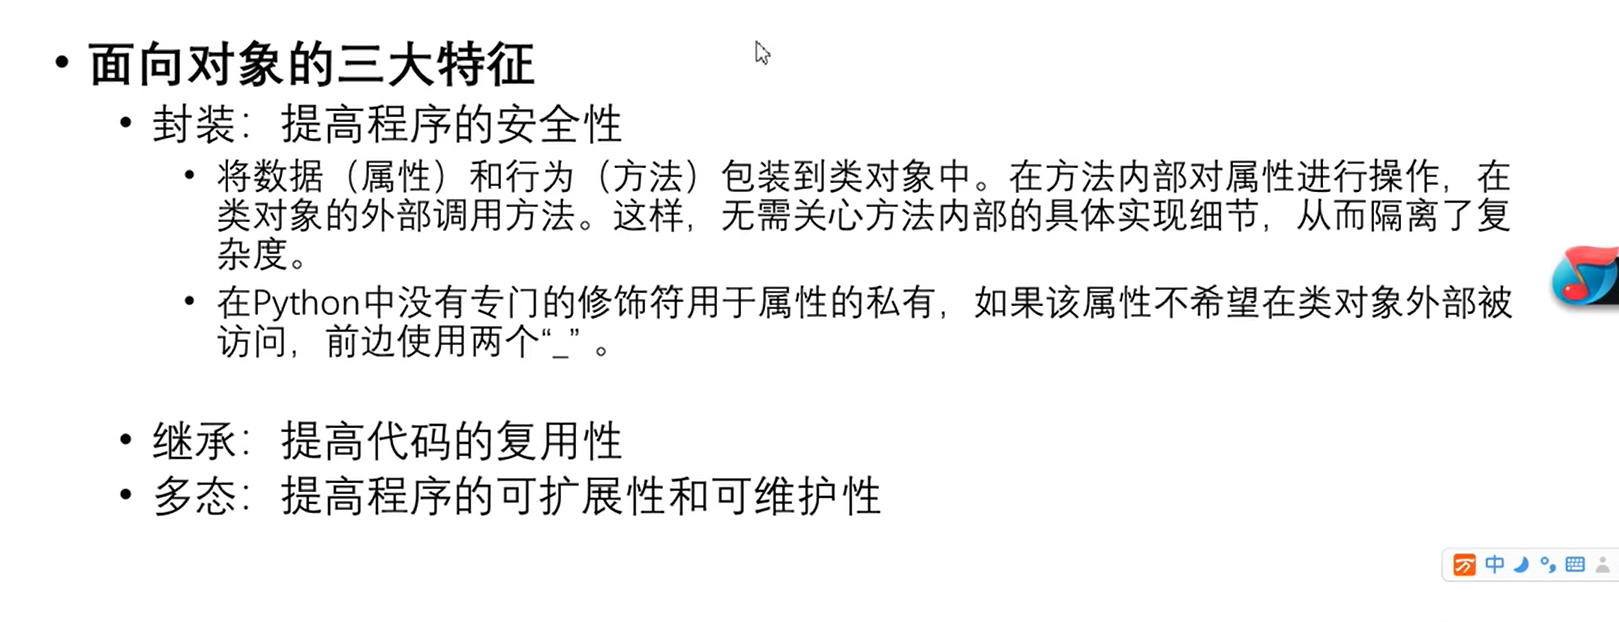 • 面向对象的三大特征
• 封装：提高程序的安全性
• 将数据（属性）和行为（方法）包装到类对象中。在方法内部对属性进行操作，在
类对象的外部调用方法。这样，无需关心方法内部的具体实现细节，从而隔离了复
杂度。
• 在Python中没有专门的修饰符用于属性的私有，如果该属性不希望在类对象外部被
访问，前边使用两个“_” 。
• 继承：提高代码的复用性
• 多态：提高程序的可扩展性和可维护性
中